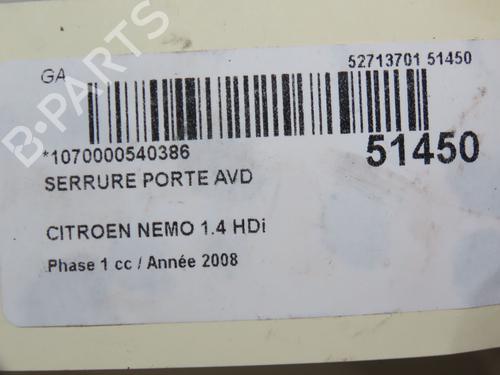 GA
52713701 51450
*1070000540386
51450
SERRURE PORTE AVD
CITROEN NEMO 1.4 HDi
Phase 1 cc / Année 2008
B-PARTS